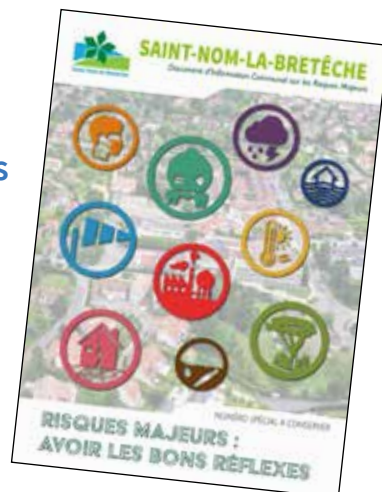 s
SAINT-NOM-LA-BRETÊCHE
Document d'Information Communal sur les Risques Majeurs
NUMÉRO SPÉCIAL À CONSERVER
RISQUES MAJEURS :
AVOIR LES BONS RÉFLEXES